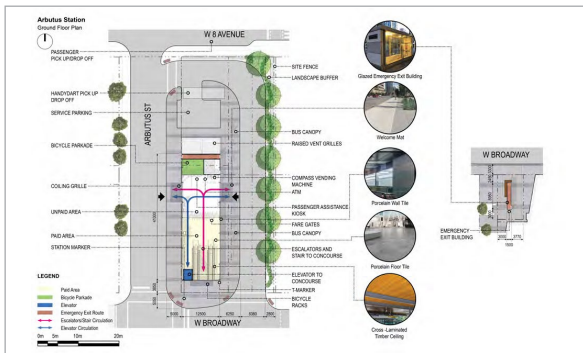 Arbutus Station
Ground Floor Plan
W 8 AVENUE
PASSENGER
PICK UP/DROP OFF
HANDYDART PICK UP
DROP OFF
SERVICE PARKING
ARBUTUS ST
BICYCLE PARKADE
COILING GRILLE
UNPAID AREA
PAID AREA
STATION MARKER
SITE FENCE
LANDSCAPE BUFFER
BUS CANOPY
RAISED VENT GRILLES
COMPASS VENDING
MACHINE
ATM
PASSENGER ASSISTANCE
KIOSK
FARE GATES
BUS CANOPY
ESCALATORS AND
STAIR TO CONCOURSE
ELEVATOR TO
CONCOURSE
T-MARKER
BICYCLE
RACKS
W BROADWAY
LEGEND
Paid Area
Bicycle Parkade
Elevator
Emergency Exit Route
Escalators/Stair Circulation
Elevator Circulation
0m 5m 10m 20m
Glazed Emergency Exit Building
Welcome Mat
Porcelain Wall Tile
Porcelain Floor Tile
Cross -Laminated
Timber Ceiling
W BROADWAY
EMERGENCY
EXIT BUILDING